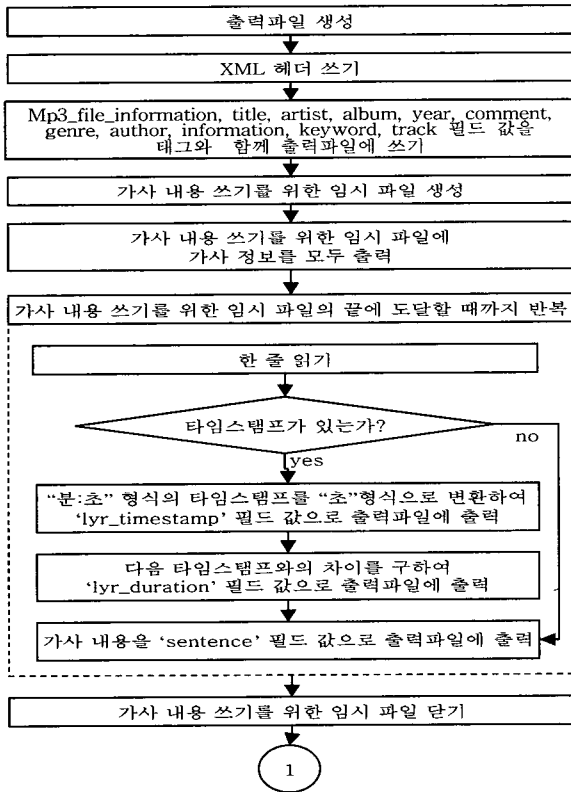 출력파일 생성
XML 헤더 쓰기
Mp3_file_information, title, artist, album, year, comment,
genre, author, information, keyword, track 필드 값을
태그와 함께 출력파일에 쓰기
가사 내용 쓰기를 위한 임시 파일 생성
가사 내용 쓰기를 위한 임시 파일에
가사 정보를 모두 출력
가사 내용 쓰기를 위한 임시 파일의 끝에 도달할 때까지 반복
한 줄 읽기
타임스탬프가 있는가?
no
yes
“분:초” 형식의 타임스탬프를 “초”형식으로 변환하여
‘lyr_timestamp’ 필드 값으로 출력파일에 출력
다음 타임스탬프와의 차이를 구하여
‘lyr_duration’ 필드 값으로 출력파일에 출력
가사 내용을 ‘sentence’ 필드 값으로 출력파일에 출력
가사 내용 쓰기를 위한 임시 파일 닫기
1